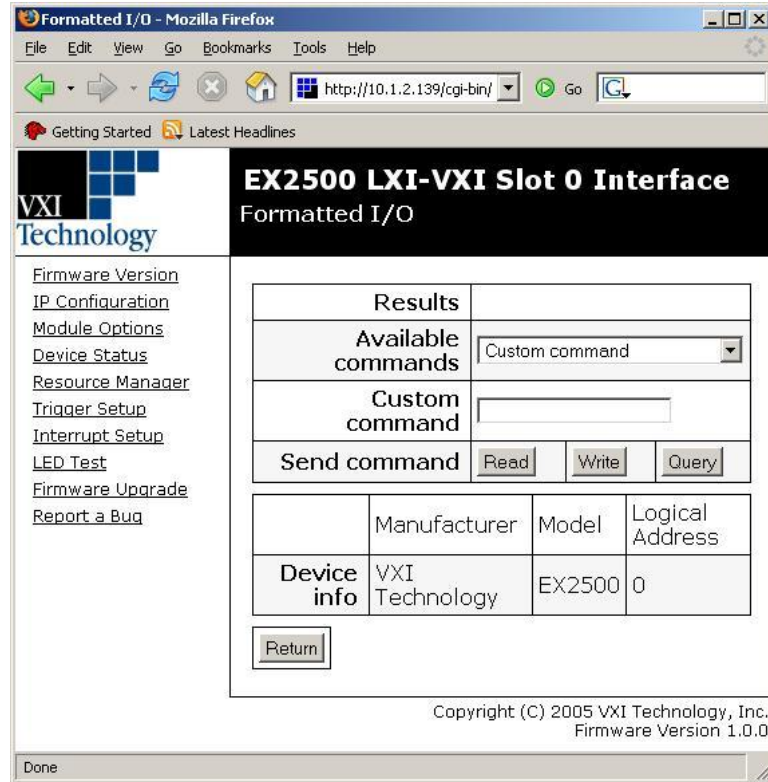 Formatted I/O - Mozilla Firefox
File Edit View Go Bookmarks Tools Help
http://10.1.2.139/cgi-bin/ Go G
Getting Started Latest Headlines
VXI
Technology
EX2500 LXI-VXI Slot 0 Interface
Formatted I/O
Firmware Version
IP Configuration
Module Options
Device Status
Resource Manager
Trigger Setup
Interrupt Setup
LED Test
Firmware Upgrade
Report a Bug
Results
Available
commands
Custom command
Custom
command
Send command Read Write Query
Manufacturer Model Logical
Address
Device
info
VXI
Technology
EX2500 0
Return
Copyright (C) 2005 VXI Technology, Inc.
Firmware Version 1.0.0
Done